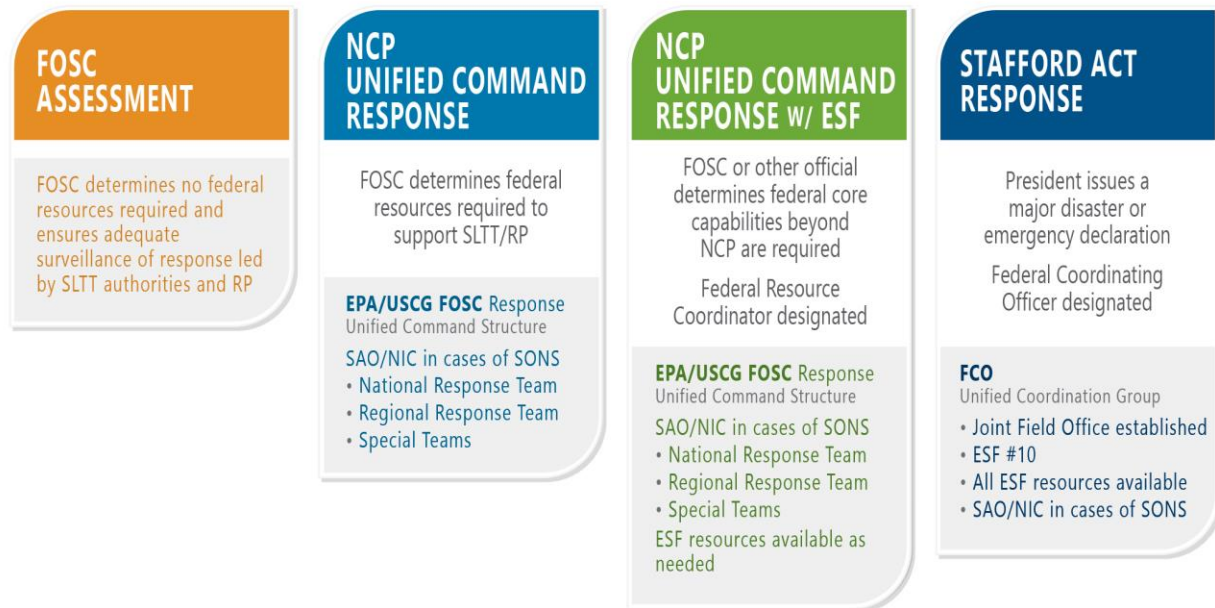 FOSC
ASSESSMENT
FOSC determines no federal
resources required and
ensures adequate
surveillance of response led
by SLTT authorities and RP
NCP
UNIFIED COMMAND
RESPONSE
FOSC determines federal
resources required to
support SLTT/RP
EPA/USCG FOSC Response
Unified Command Structure
SAO/NIC in cases of SONS
• National Response Team
• Regional Response Team
• Special Teams
NCP
UNIFIED COMMAND
RESPONSE W/ ESF
FOSC or other official
determines federal core
capabilities beyond
NCP are required
Federal Resource
Coordinator designated
EPA/USCG FOSC Response
Unified Command Structure
SAO/NIC in cases of SONS
• National Response Team
• Regional Response Team
• Special Teams
ESF resources available as
needed
STAFFORD ACT
RESPONSE
President issues a
major disaster or
emergency declaration
Federal Coordinating
Officer designated
FCO
Unified Coordination Group
• Joint Field Office established
• ESF #10
• All ESF resources available
• SAO/NIC in cases of SONS